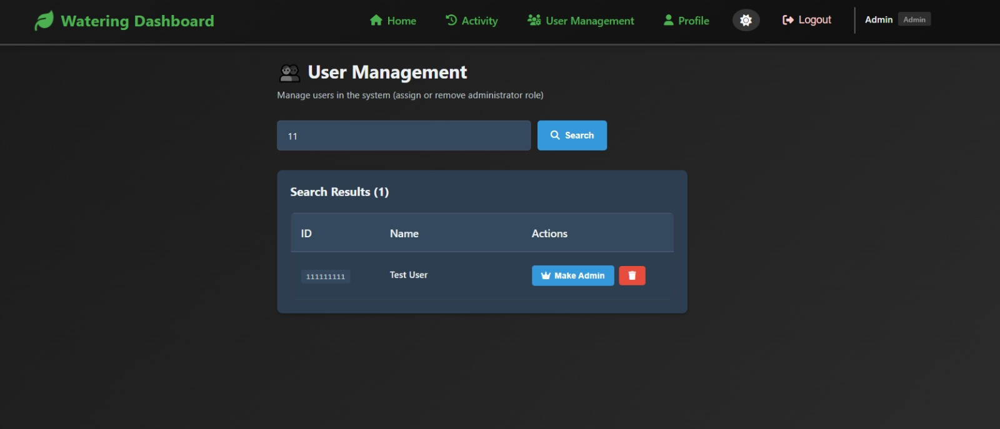 Watering Dashboard
Home Activity User Management Profile Logout Admin Admin
User Management
Manage users in the system (assign or remove administrator role)
11 Search
Search Results (1)
ID Name Actions
111111111 Test User Make Admin